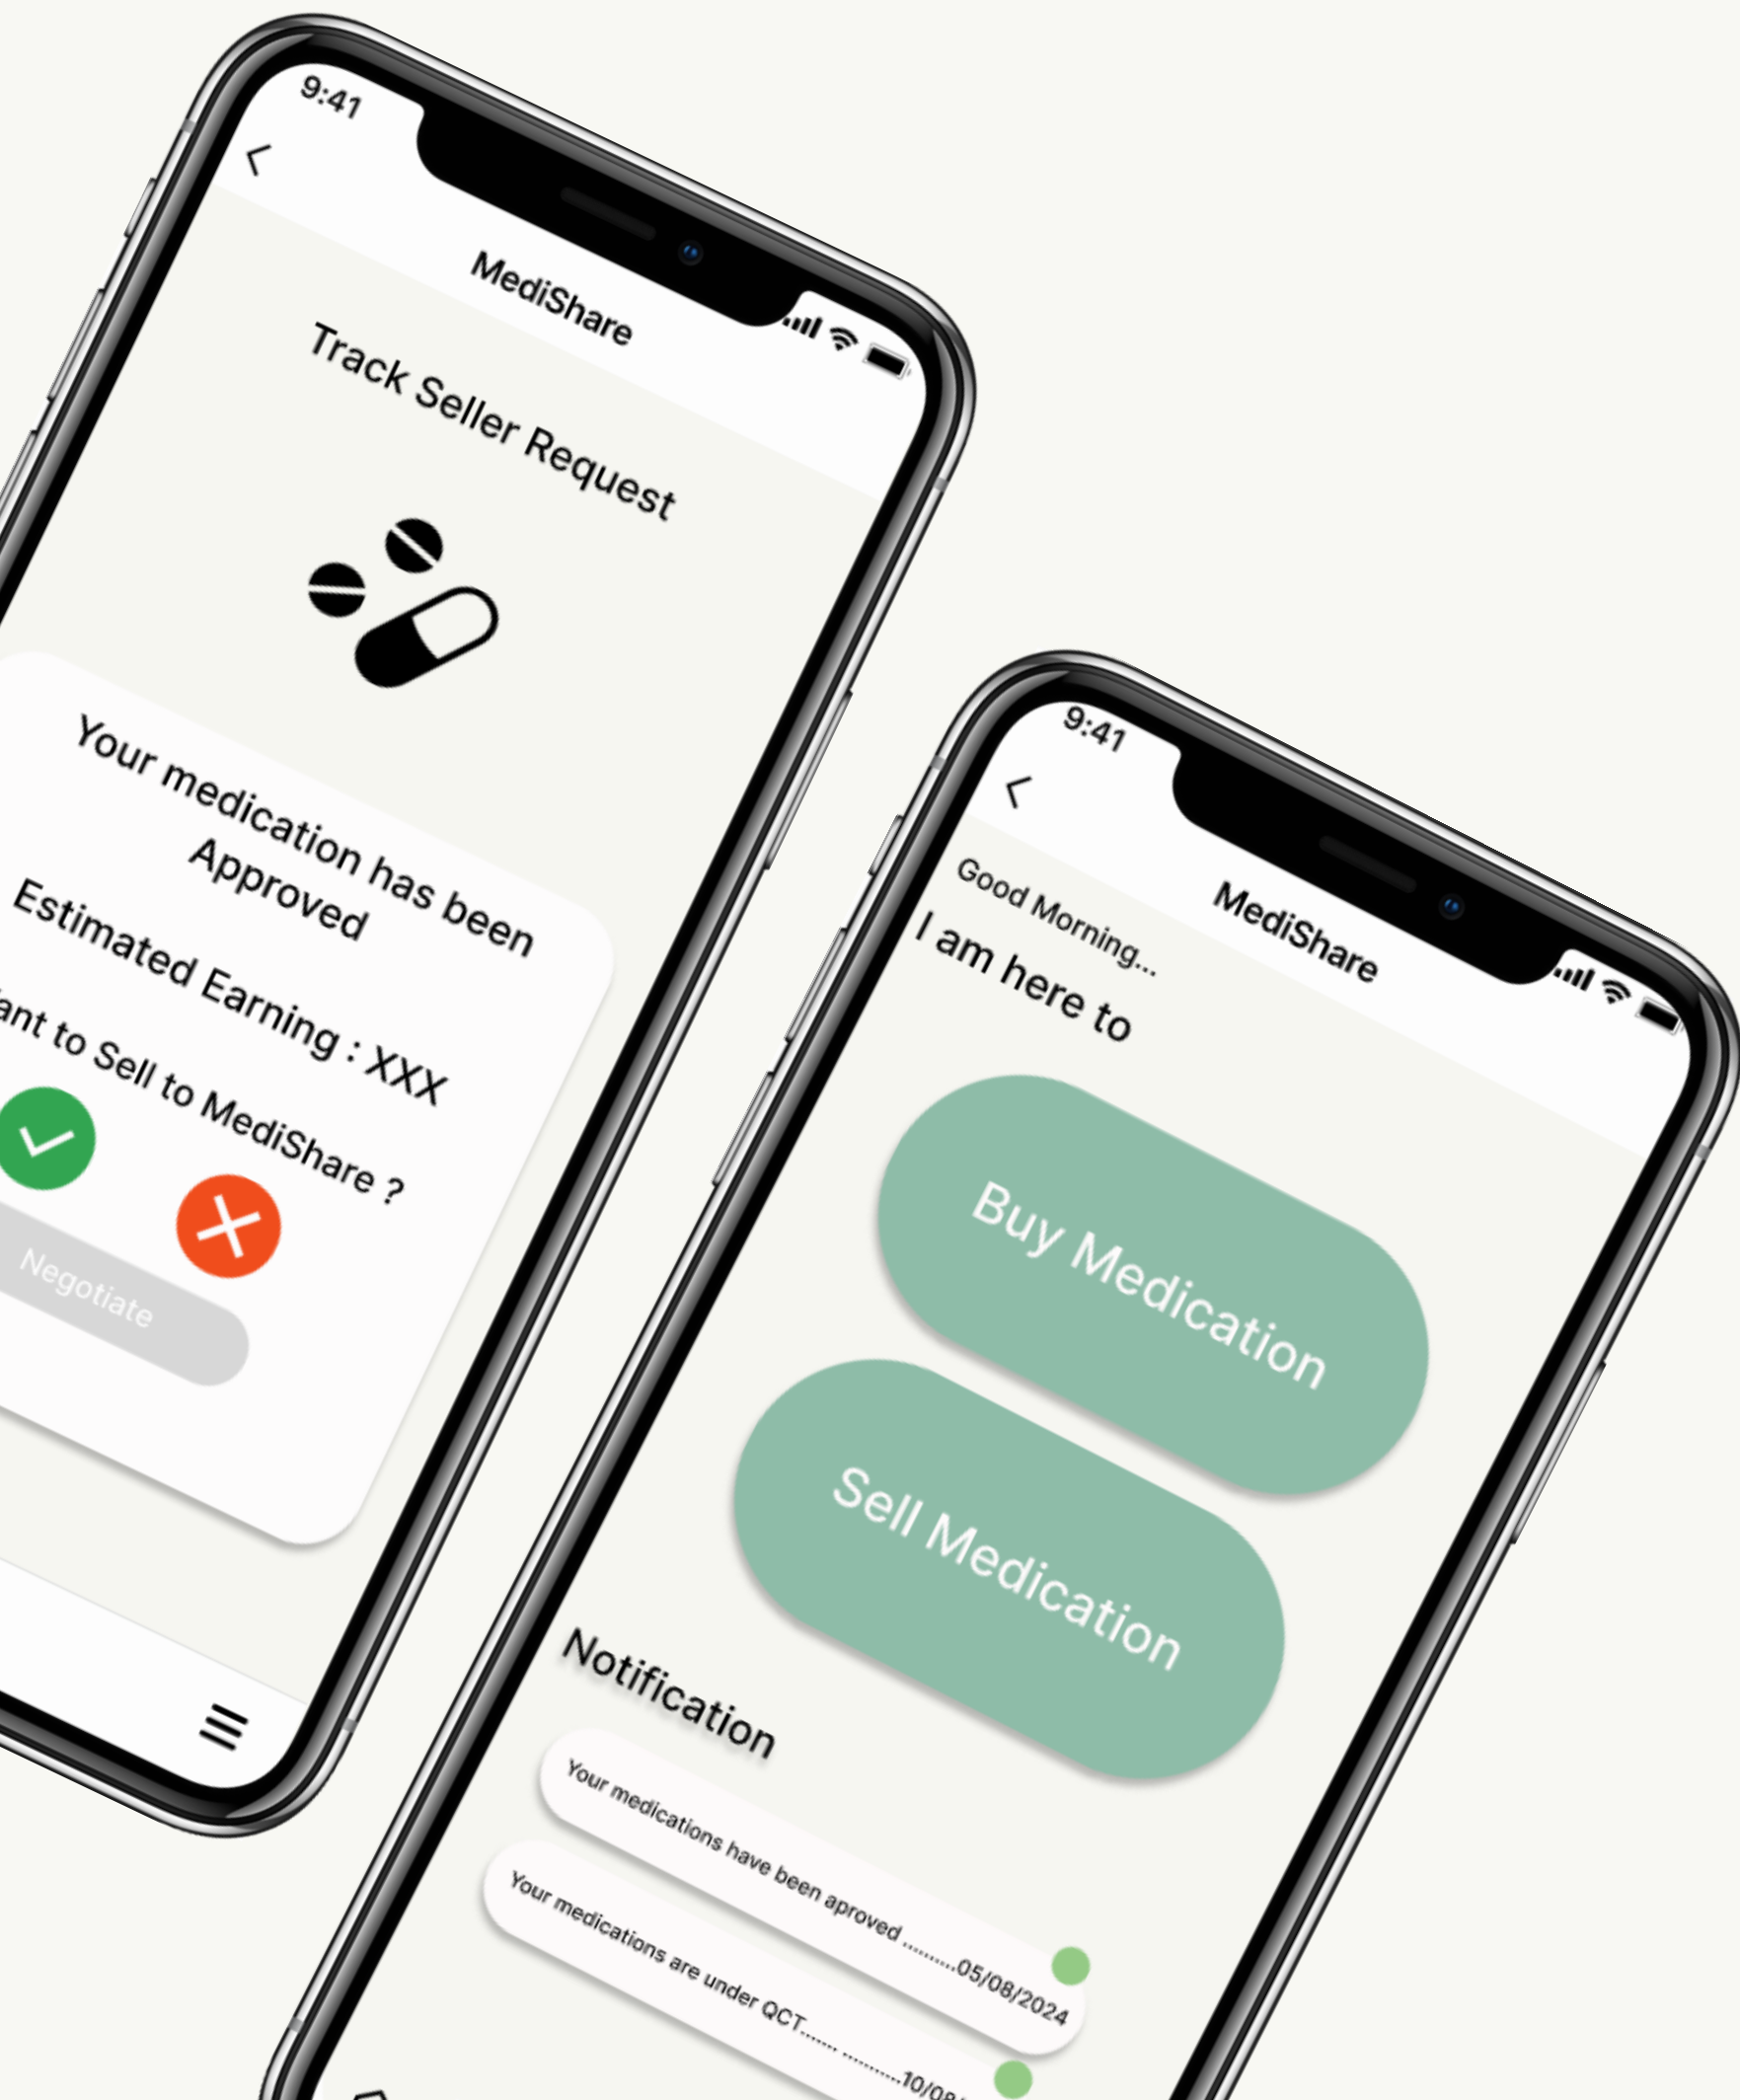 9:41
MediShare
Track Seller Request
Your medication has been
Approved
Estimated Earning : XXX
to Sell to MediShare ?
Negotiate
9:41
MediShare
Good Morning...
I am here to
Buy Medication
Sell Medication
Notification
Your medications have been aproved ..........05/08/2024
Your medications are under QCT....... ...........10/08/